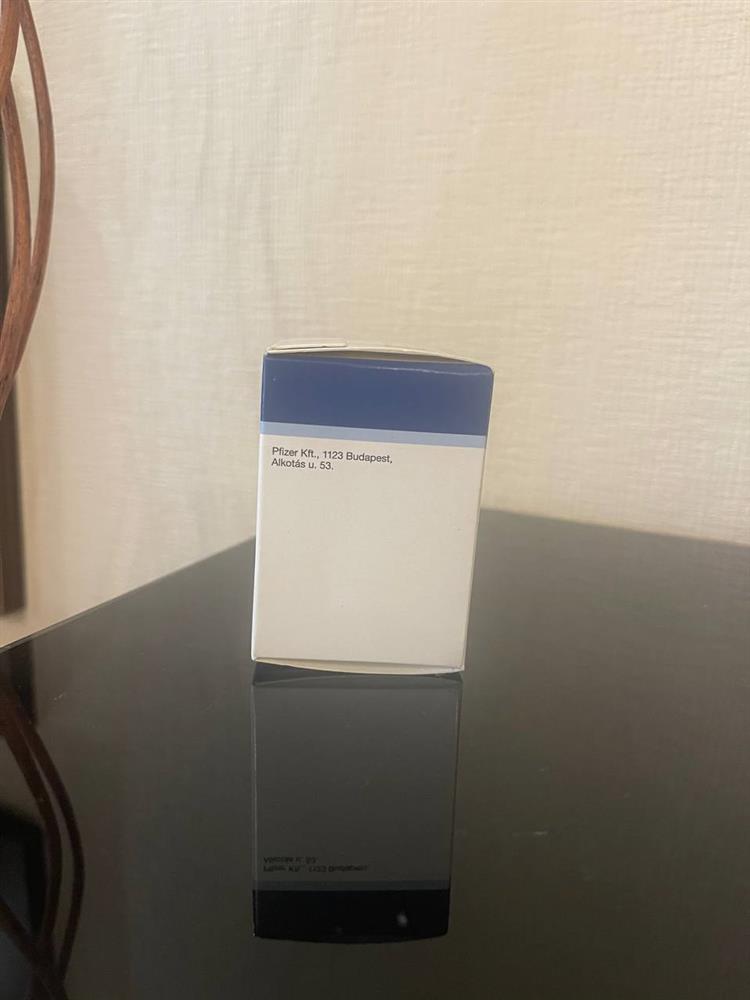 Pfizer Kft., 1123 Budapest,
Alkotás u. 53.